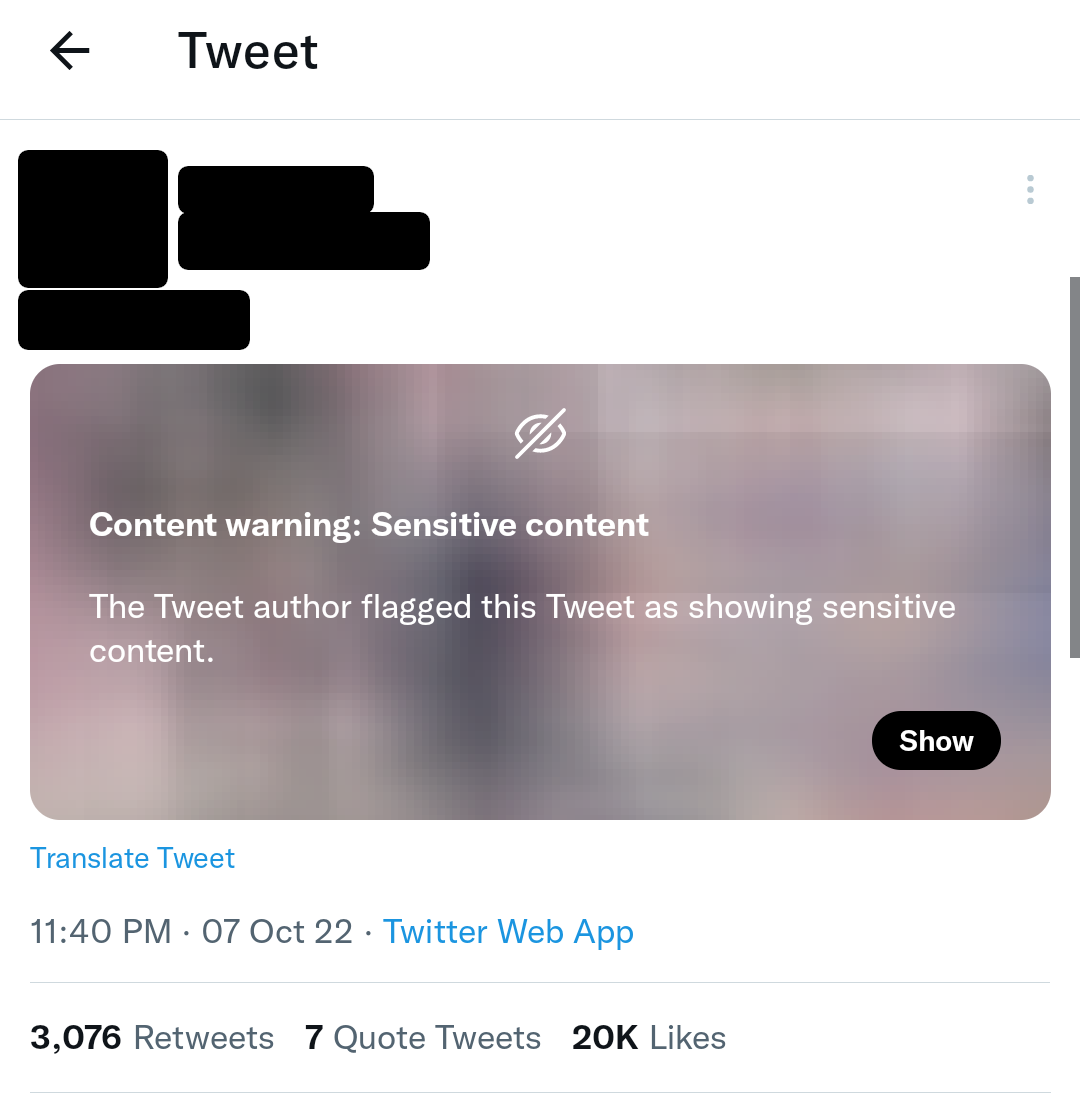 Tweet
Content warning: Sensitive content
The Tweet author flagged this Tweet as showing sensitive
content.
Show
Translate Tweet
11:40 PM · 07 Oct 22 · Twitter Web App
3,076 Retweets 7 Quote Tweets 20K Likes